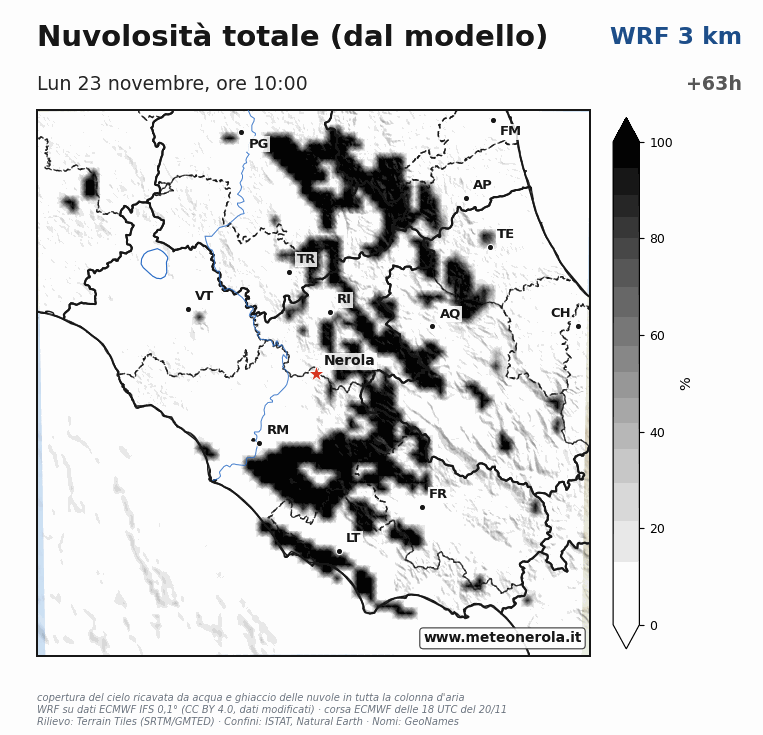 Nuvolosità totale (dal modello)
WRF 3 km
Lun 23 novembre, ore 10:00
+63h
FM
PG
AP
TE
TR
VT
RI
AQ
CH
Nerola
RM
FR
LT
www.meteonerola.it
100
80
60
40
20
0
%
copertura del cielo ricavata da acqua e ghiaccio delle nuvole in tutta la colonna d'aria
WRF su dati ECMWF IFS 0,1° (CC BY 4.0, dati modificati) · corsa ECMWF delle 18 UTC del 20/11
Rilievo: Terrain Tiles (SRTM/GMTED) · Confini: ISTAT, Natural Earth · Nomi: GeoNames